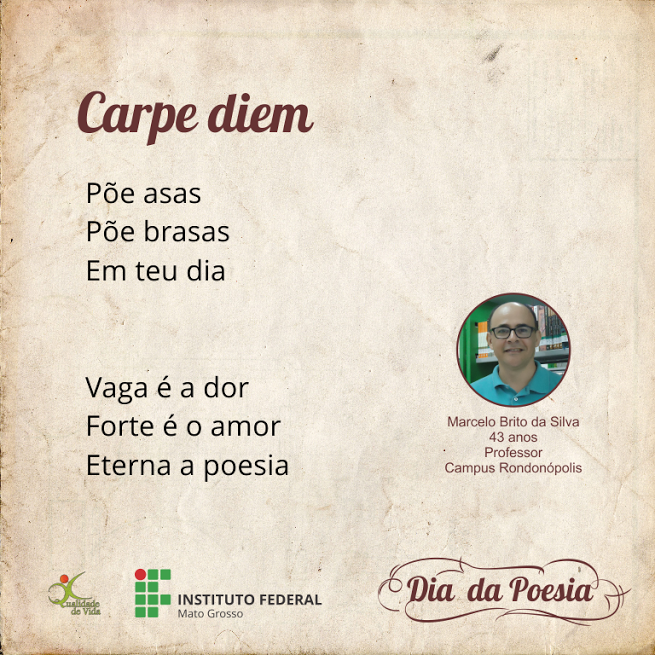 Carpe diem
Põe asas
Põe brasas
Em teu dia
Vaga é a dor
Forte é o amor
Eterna a poesia
Marcelo Brito da Silva
43 anos
Professor
Campus Rondonópolis
Qualidade
de Vida
INSTITUTO FEDERAL
Mato Grosso
Dia da Poesia